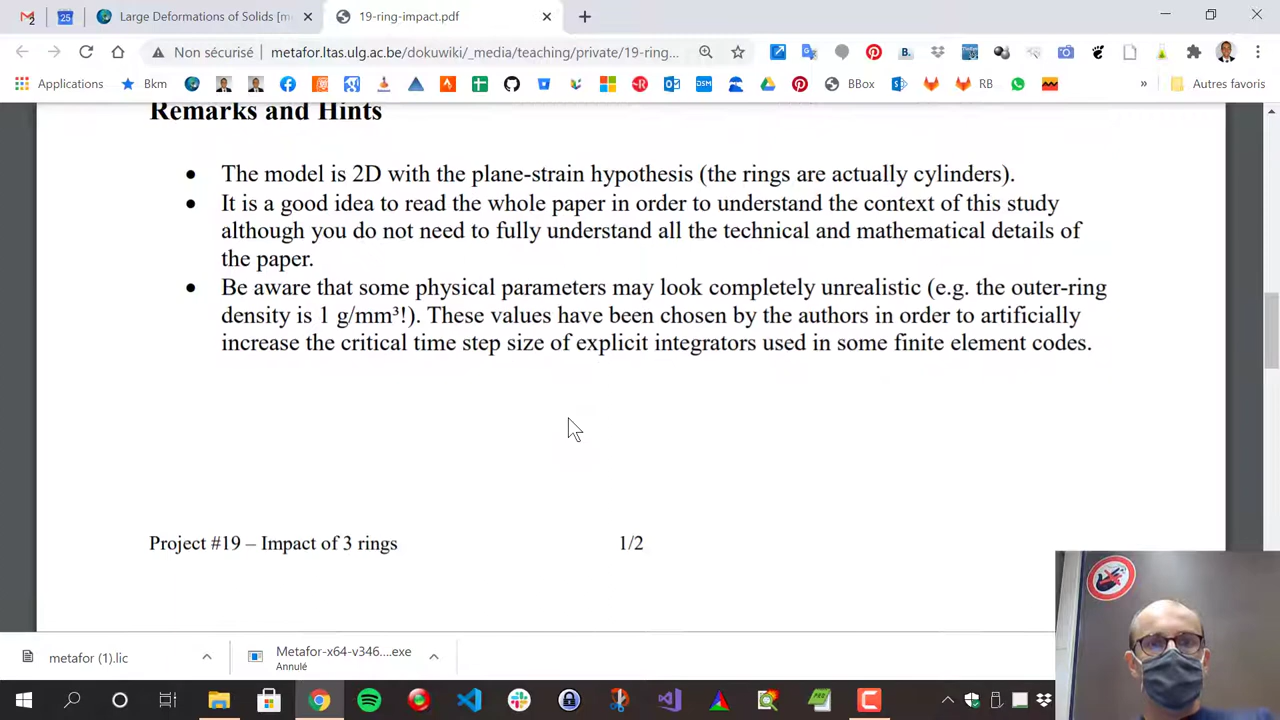 Large Deformations of Solids [me
19-ring-impact.pdf
Non sécurisé
metafor.ltas.ulg.ac.be/dokuwiki/_media/teaching/private/19-ring...
Applications
Bkm
BBox
RB
»
Autres favoris
Remarks and Hints
• The model is 2D with the plane-strain hypothesis (the rings are actually cylinders).
• It is a good idea to read the whole paper in order to understand the context of this study
although you do not need to fully understand all the technical and mathematical details of
the paper.
• Be aware that some physical parameters may look completely unrealistic (e.g. the outer-ring
density is 1 g/mm³!). These values have been chosen by the authors in order to artificially
increase the critical time step size of explicit integrators used in some finite element codes.
Project #19 – Impact of 3 rings 1/2
metafor (1).lic
Metafor-x64-v346....exe
Annulé